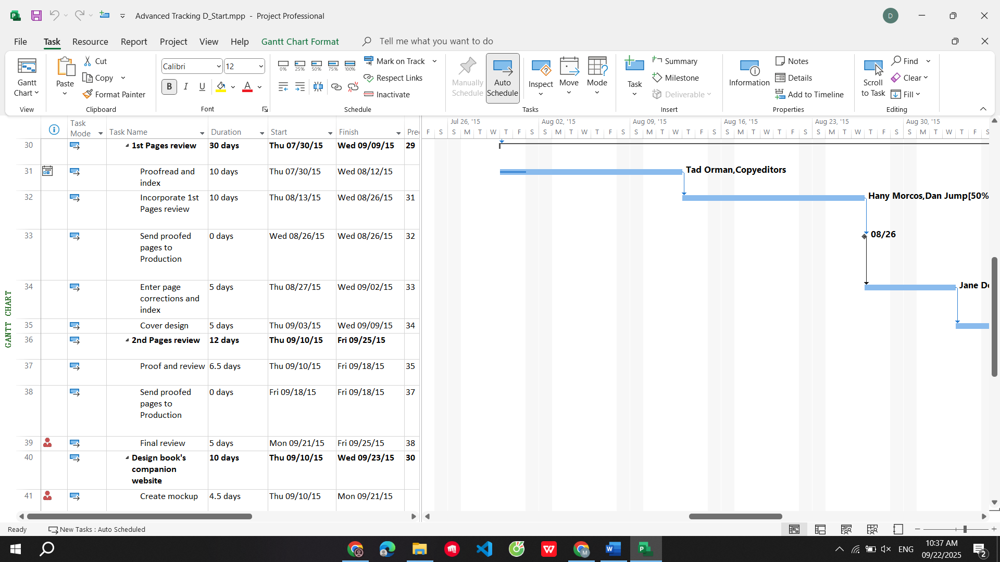 Advanced Tracking D_Start.mpp - Project Professional
D
File Task Resource Report Project View Help Gantt Chart Format Tell me what you want to do
Gantt Chart
View
Paste
Cut
Copy
Format Painter
Clipboard
Calibri 12
B I U A
Font
0% 25% 50% 75% 100%
Mark on Track
Respect Links
Inactivate
Schedule
Manually Schedule
Auto Schedule
Inspect
Move
Mode
Tasks
Task
Summary
Milestone
Deliverable
Insert
Information
Notes
Details
Add to Timeline
Properties
Scroll to Task
Find
Clear
Fill
Editing
Task Mode Task Name Duration Start Finish Pred
Jul 26, '15 Aug 02, '15 Aug 09, '15 Aug 16, '15 Aug 23, '15 Aug 30, '15
F S S M T W T F S S M T W T F S S M T W T F S S M T W T F S S M T W T F S S M T W T F S
30 1st Pages review 30 days Thu 07/30/15 Wed 09/09/15 29
31 Proofread and index 10 days Thu 07/30/15 Wed 08/12/15
Tad Orman,Copyeditors
32 Incorporate 1st Pages review 10 days Thu 08/13/15 Wed 08/26/15 31
Hany Morcos,Dan Jump[50%
33 Send proofed pages to Production 0 days Wed 08/26/15 Wed 08/26/15 32
08/26
34 Enter page corrections and index 5 days Thu 08/27/15 Wed 09/02/15 33
Jane
35 Cover design 5 days Thu 09/03/15 Wed 09/09/15 34
36 2nd Pages review 12 days Thu 09/10/15 Fri 09/25/15
37 Proof and review 6.5 days Thu 09/10/15 Fri 09/18/15 35
38 Send proofed pages to Production 0 days Fri 09/18/15 Fri 09/18/15 37
39 Final review 5 days Mon 09/21/15 Fri 09/25/15 38
40 Design book's companion website 10 days Thu 09/10/15 Wed 09/23/15 30
41 Create mockup 4.5 days Thu 09/10/15 Mon 09/21/15
GANTT CHART
Ready New Tasks : Auto Scheduled
ENG
10:37 AM
09/22/2025
2